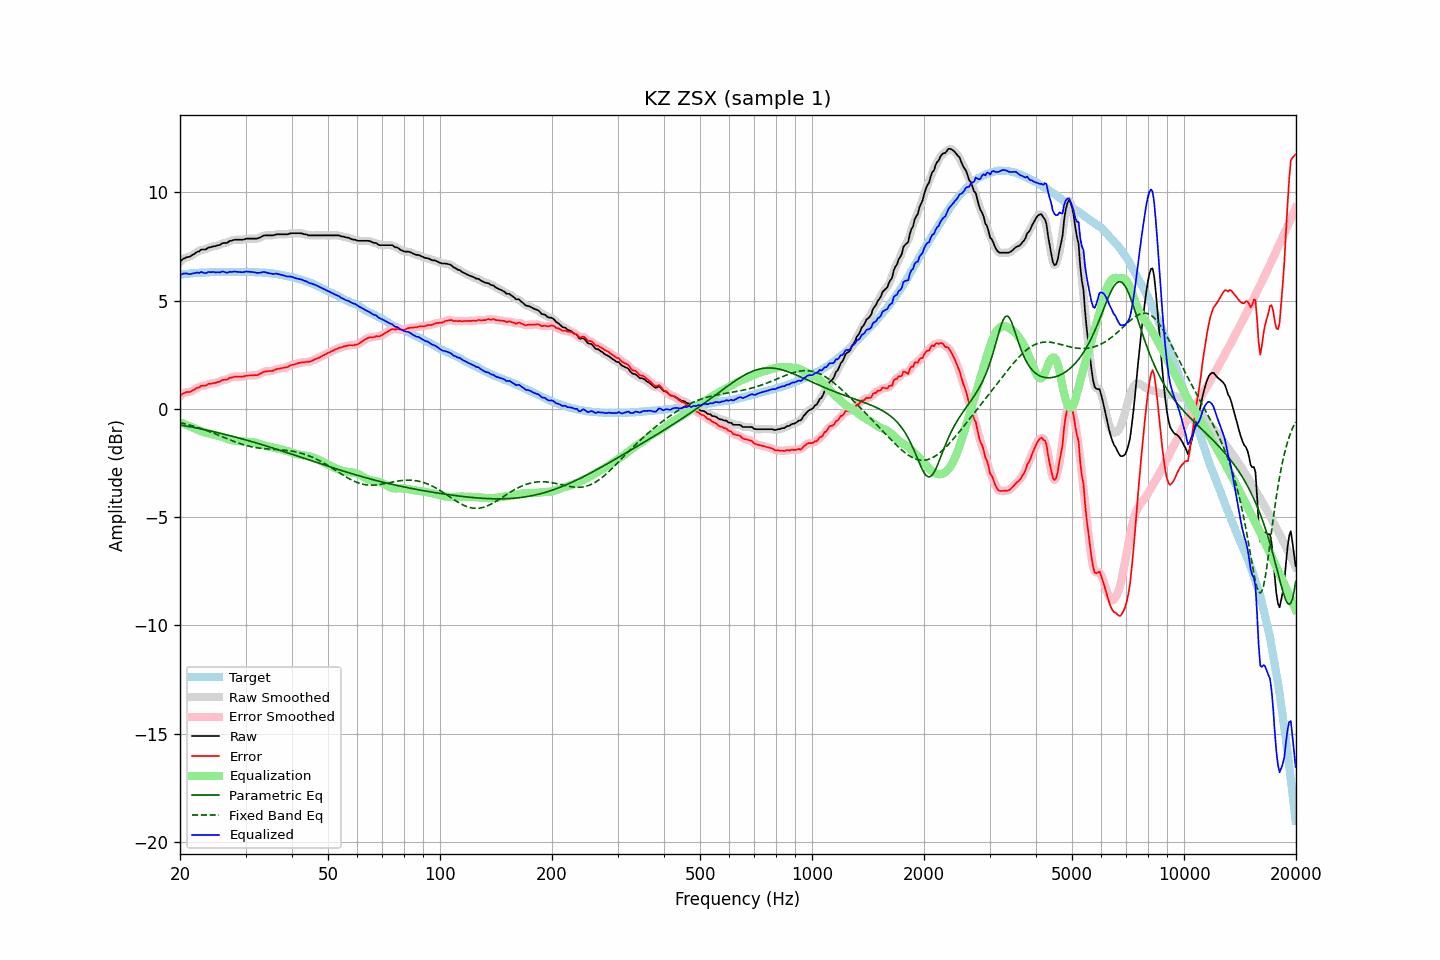 KZ ZSX (sample 1)
10
5
0
−5
−10
−15
−20
Amplitude (dBr)
Target
Raw Smoothed
Error Smoothed
Raw
Error
Equalization
Parametric Eq
Fixed Band Eq
Equalized
20 50 100 200 500 1000 2000 5000 10000 20000
Frequency (Hz)